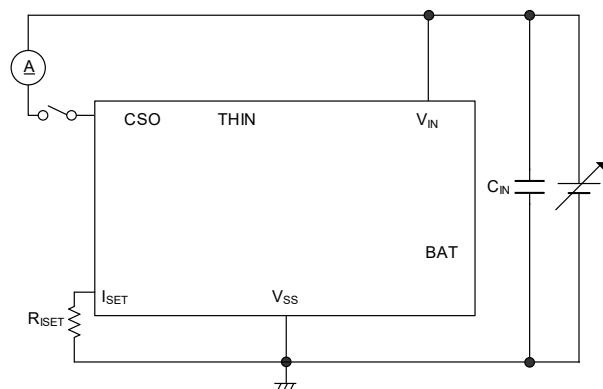 A
CSO THIN VIN
CIN
BAT
ISET VSS
RISET